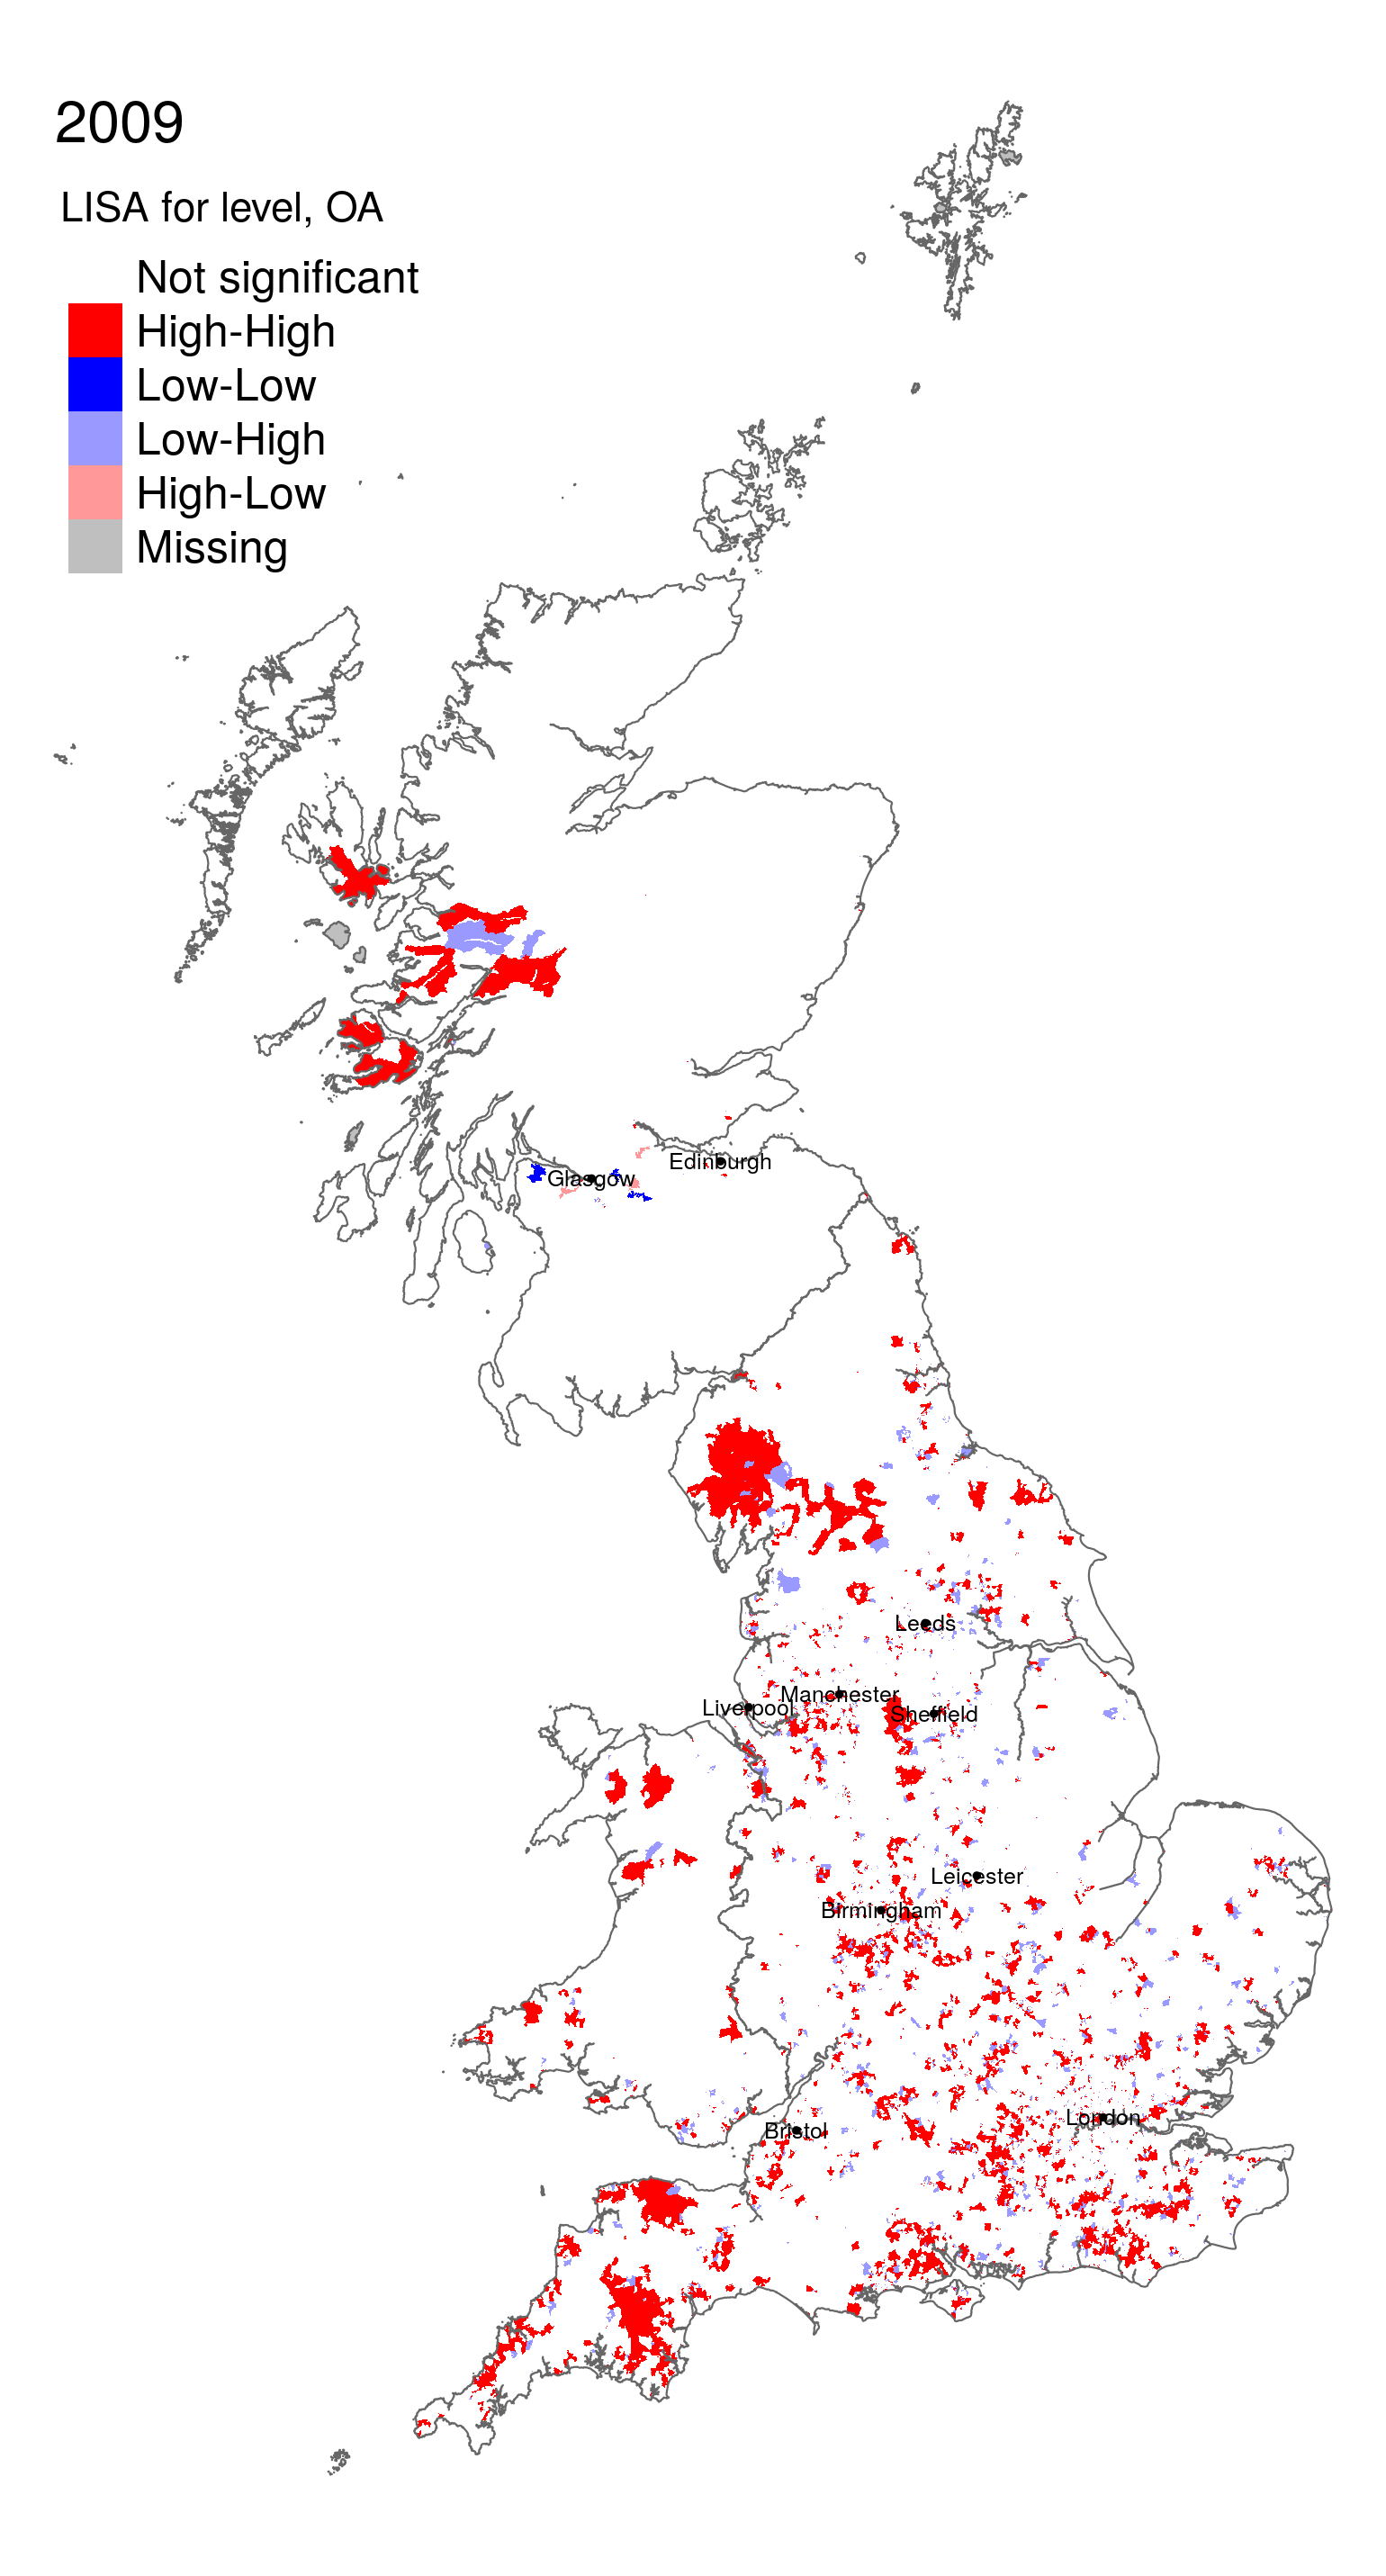 2009
LISA for level, OA
Not significant
High-High
Low-Low
Low-High
High-Low
Missing
Edinburgh
Glasgow
Leeds
Manchester
Liverpool
Sheffield
Leicester
Birmingham
London
Bristol